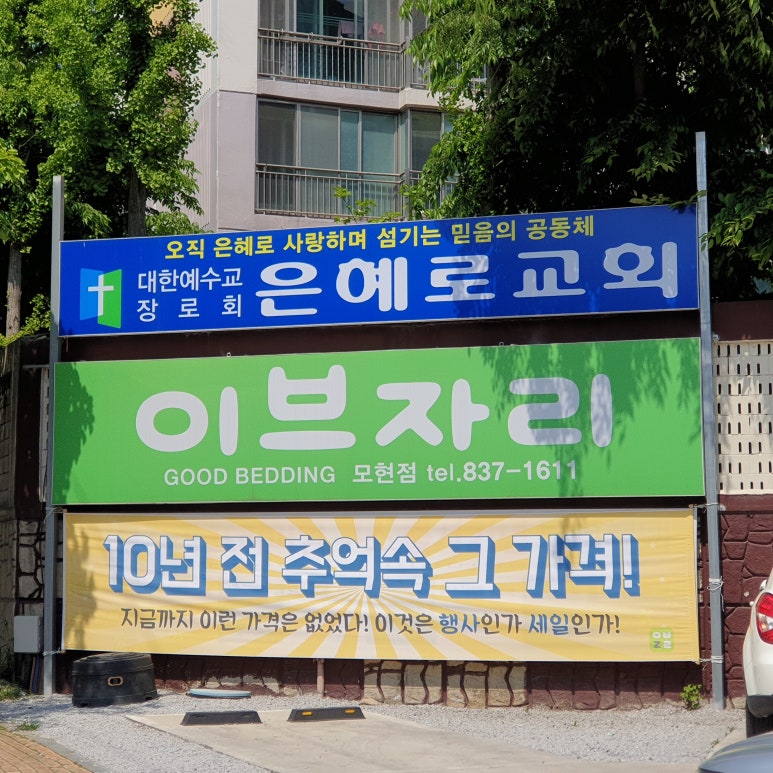 오직 은혜로 사랑하며 섬기는 믿음의 공동체
대한예수교
장로회
은혜로교회
이브자리
GOOD BEDDING 모현점 tel.837-1611
10년 전 추억속 그 가격!
지금까지 이런 가격은 없었다! 이것은 행사인가 세일인가!